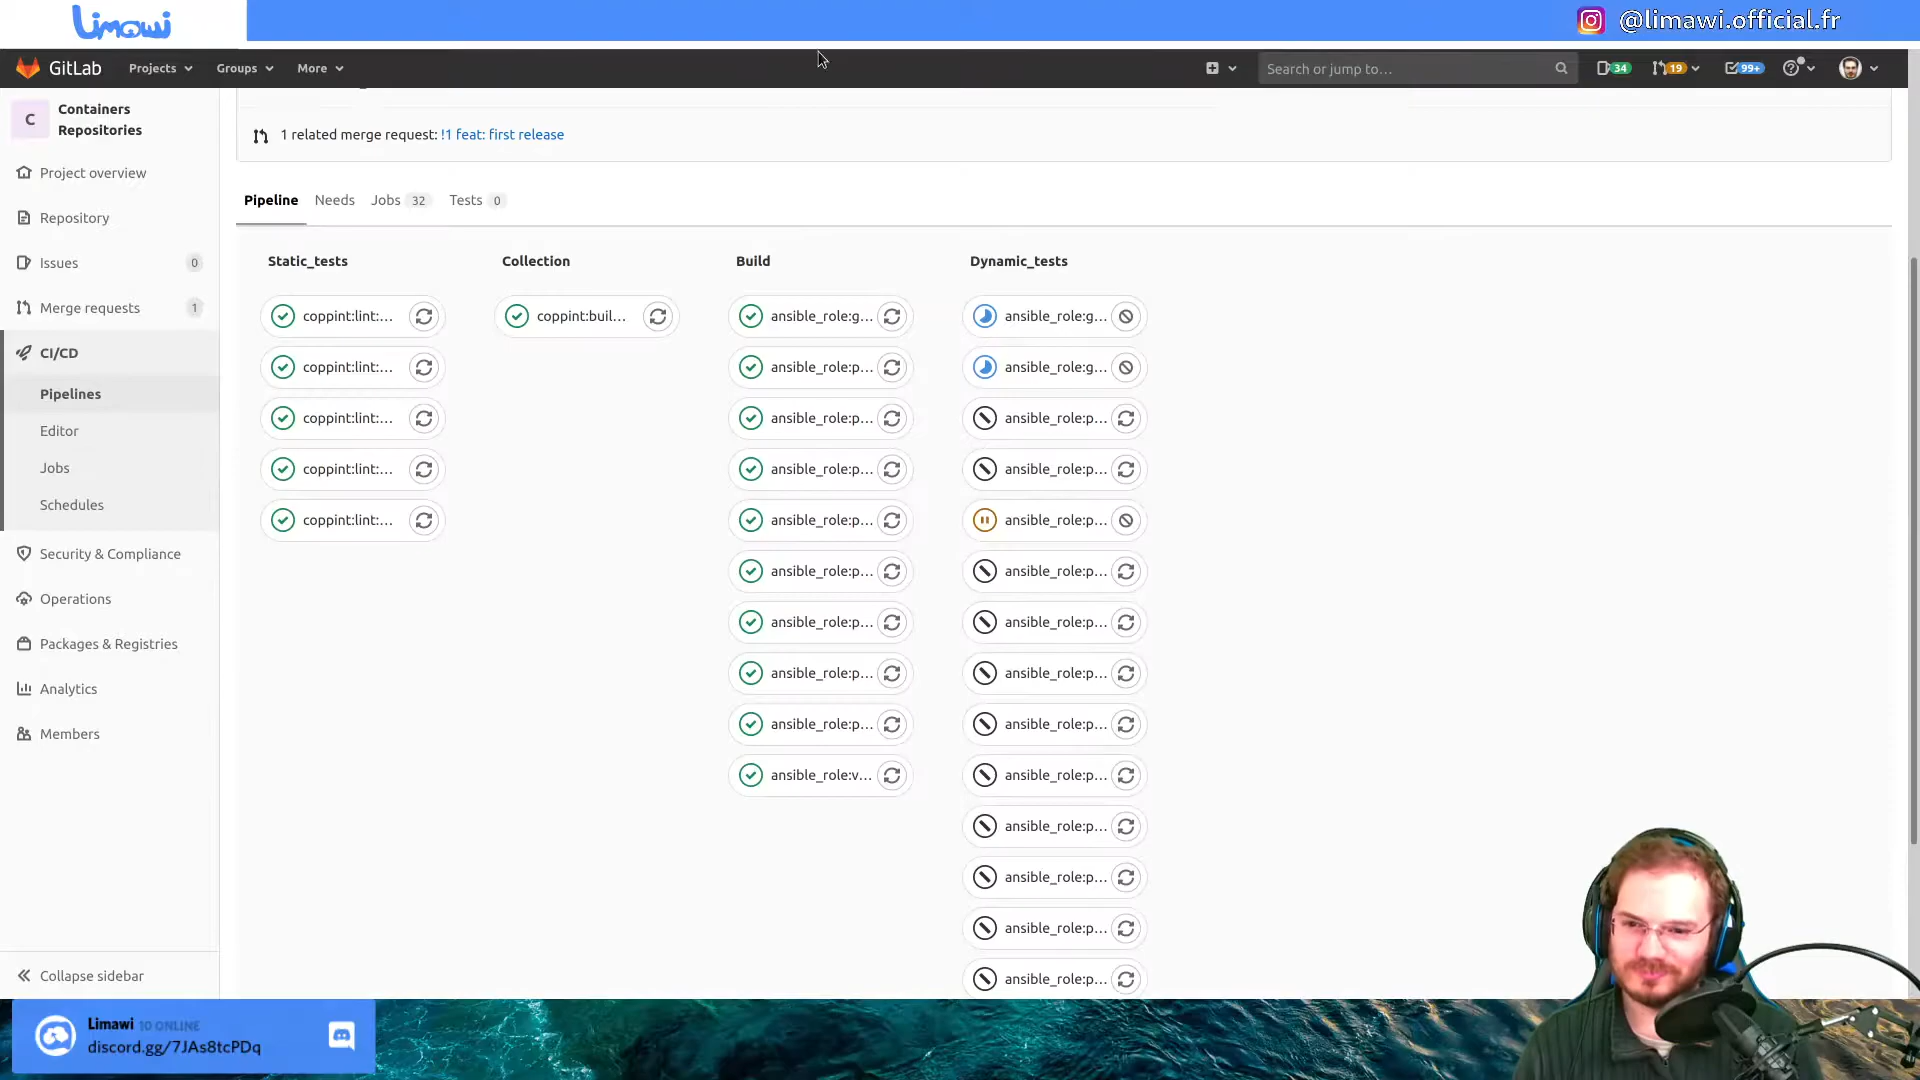 Limawi
@limawi.official.fr
GitLab
Projects
Groups
More
Search or jump to...
34
19
99+
C
Containers
Repositories
1 related merge request: !1 feat: first release
Project overview
Repository
Issues 0
Merge requests 1
CI/CD
Pipelines
Editor
Jobs
Schedules
Security & Compliance
Operations
Packages & Registries
Analytics
Members
Collapse sidebar
Pipeline
Needs
Jobs 32
Tests 0
Static_tests
coppint:lint:...
coppint:lint:...
coppint:lint:...
coppint:lint:...
coppint:lint:...
Collection
coppint:buil...
Build
ansible_role:g...
ansible_role:p...
ansible_role:p...
ansible_role:p...
ansible_role:p...
ansible_role:p...
ansible_role:p...
ansible_role:p...
ansible_role:p...
ansible_role:v...
Dynamic_tests
ansible_role:g...
ansible_role:g...
ansible_role:p...
ansible_role:p...
ansible_role:p...
ansible_role:p...
ansible_role:p...
ansible_role:p...
ansible_role:p...
ansible_role:p...
ansible_role:p...
ansible_role:p...
ansible_role:p...
ansible_role:p...
Limawi 10 ONLINE
discord.gg/7JAs8tcPDq